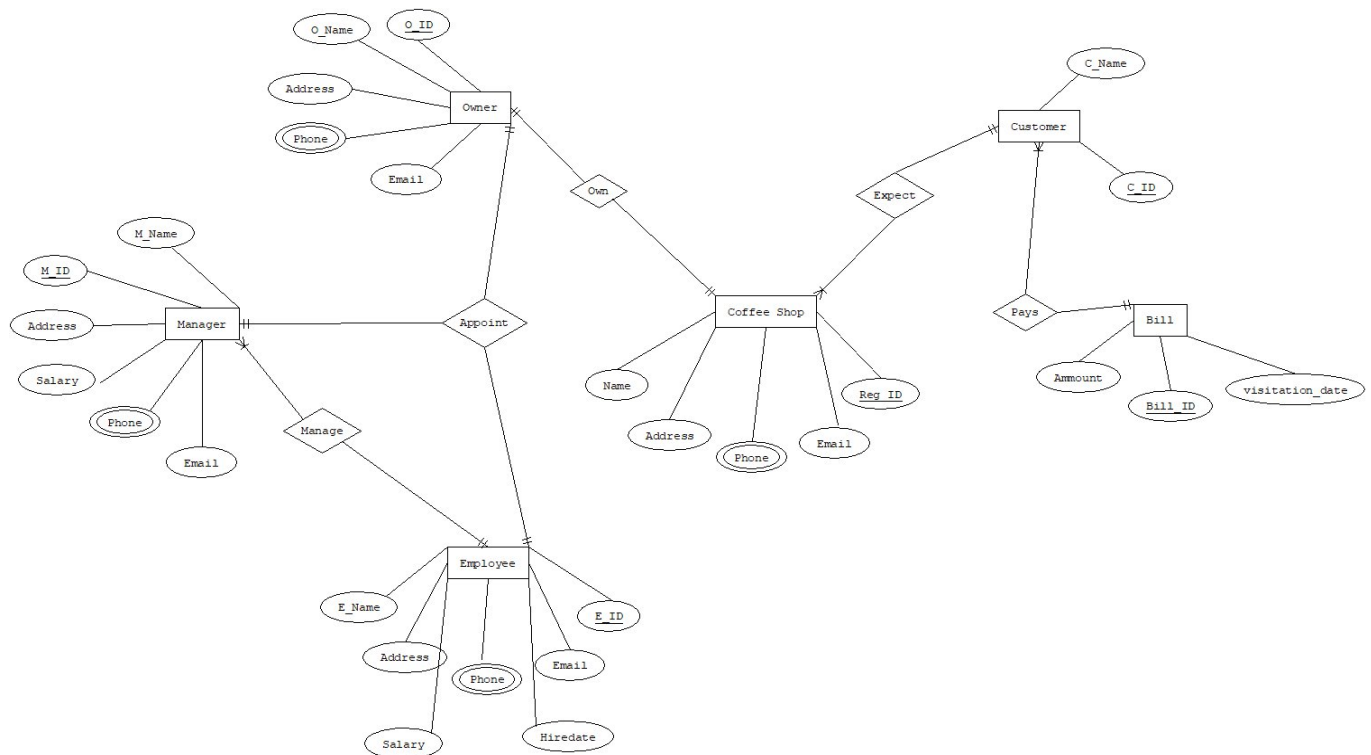 O_ID
O_Name
C_Name
Address
Owner
Phone
Customer
Email
Own
Expect
C_ID
M_Name
M_ID
Manager
Address
Appoint
Coffee Shop
Pays
Bill
Salary
Name
Reg_ID
Ammount
visitation_date
Bill_ID
Phone
Manage
Address
Phone
Email
Email
Employee
E_Name
E_ID
Address
Email
Phone
Salary
Hiredate